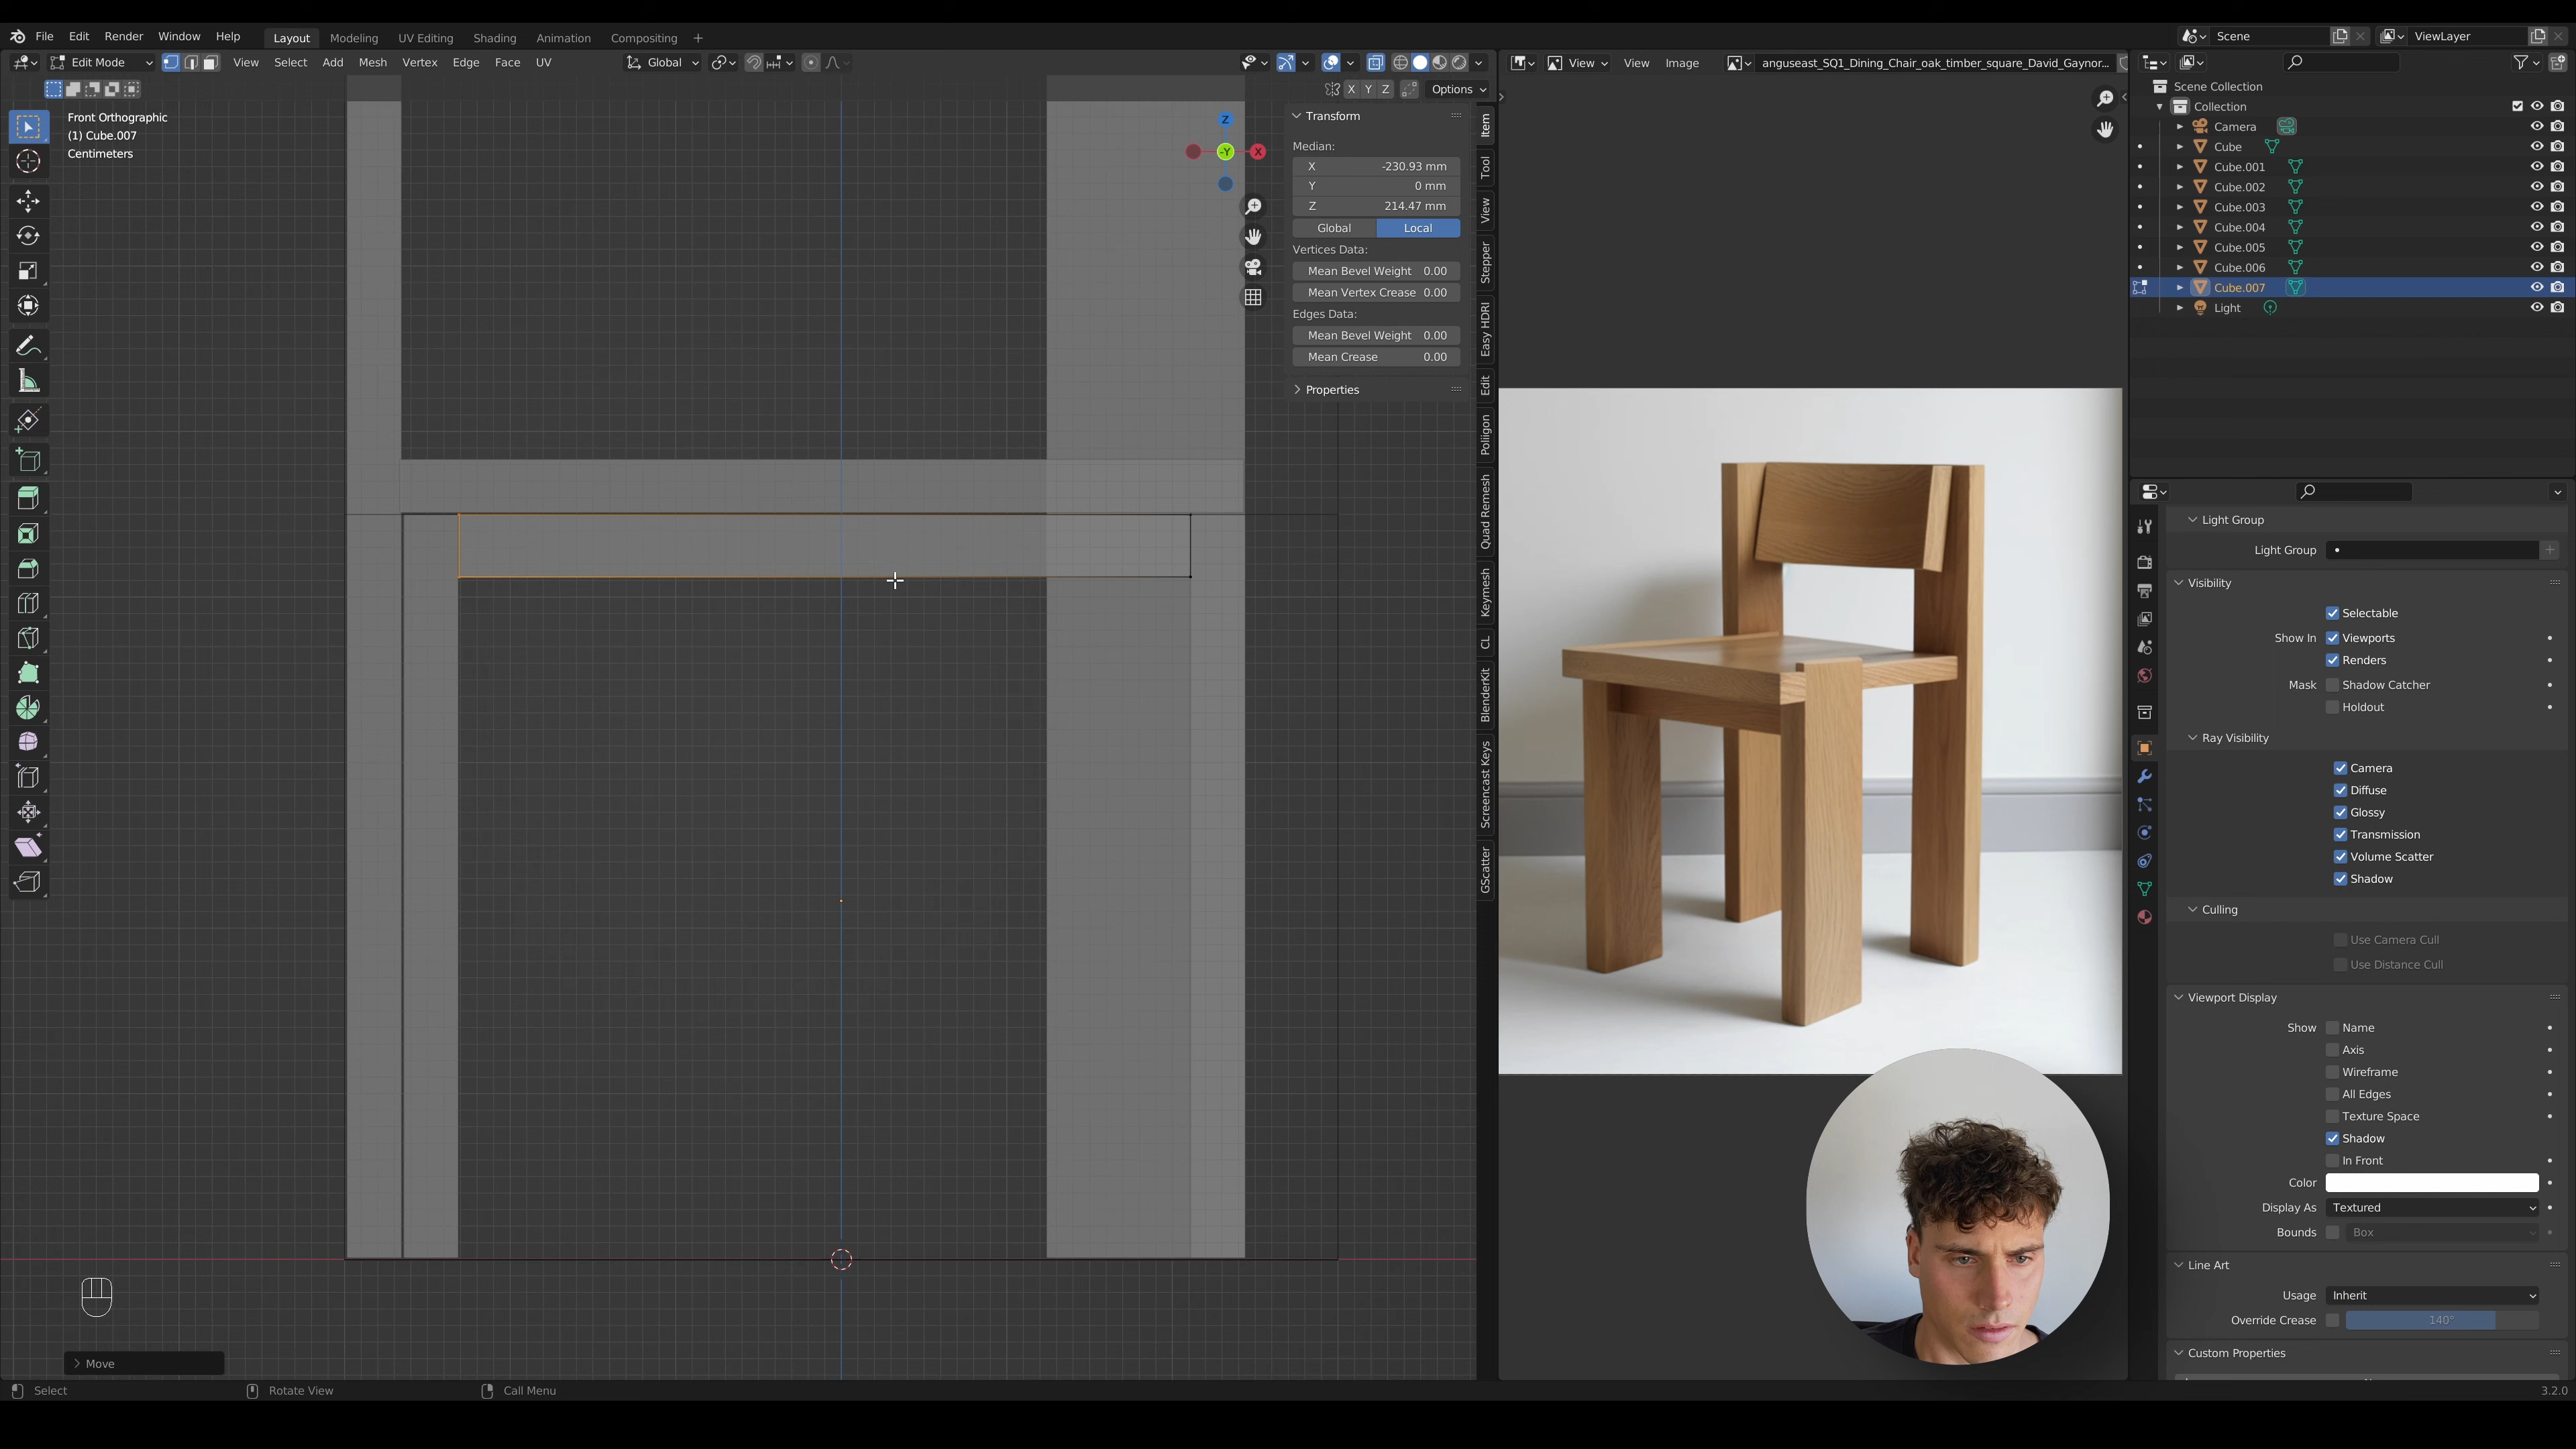 File Edit Render Window Help Layout Modeling UV Editing Shading Animation Compositing +
Scene
ViewLayer
Edit Mode View Select Add Mesh Vertex Edge Face UV
Global
View View Image anguseast_SQ1_Dining_Chair_oak_timber_square_David_Gaynor...
X Y Z Options
Front Orthographic
(1) Cube.007
Centimeters
Z
-Y
X
Transform
Median:
X -230.93 mm
Y 0 mm
Z 214.47 mm
Global Local
Vertices Data:
Mean Bevel Weight 0.00
Mean Vertex Crease 0.00
Edges Data:
Mean Bevel Weight 0.00
Mean Crease 0.00
Properties
Item
Tool
View
Stepper
Easy HDRI
Edit
Poliigon
Quad Remesh
Keymesh
CL
BlenderKit
Screencast Keys
GScatter
Scene Collection
Collection
Camera
Cube
Cube.001
Cube.002
Cube.003
Cube.004
Cube.005
Cube.006
Cube.007
Light
Light Group
Light Group
Visibility
Selectable
Show In Viewports
Renders
Mask Shadow Catcher
Holdout
Ray Visibility
Camera
Diffuse
Glossy
Transmission
Volume Scatter
Shadow
Culling
Use Camera Cull
Use Distance Cull
Viewport Display
Show Name
Axis
Wireframe
All Edges
Texture Space
Shadow
In Front
Color
Display As Textured
Bounds Box
Line Art
Usage Inherit
Override Crease 140°
Custom Properties
Move
Select Rotate View Call Menu
3.2.0